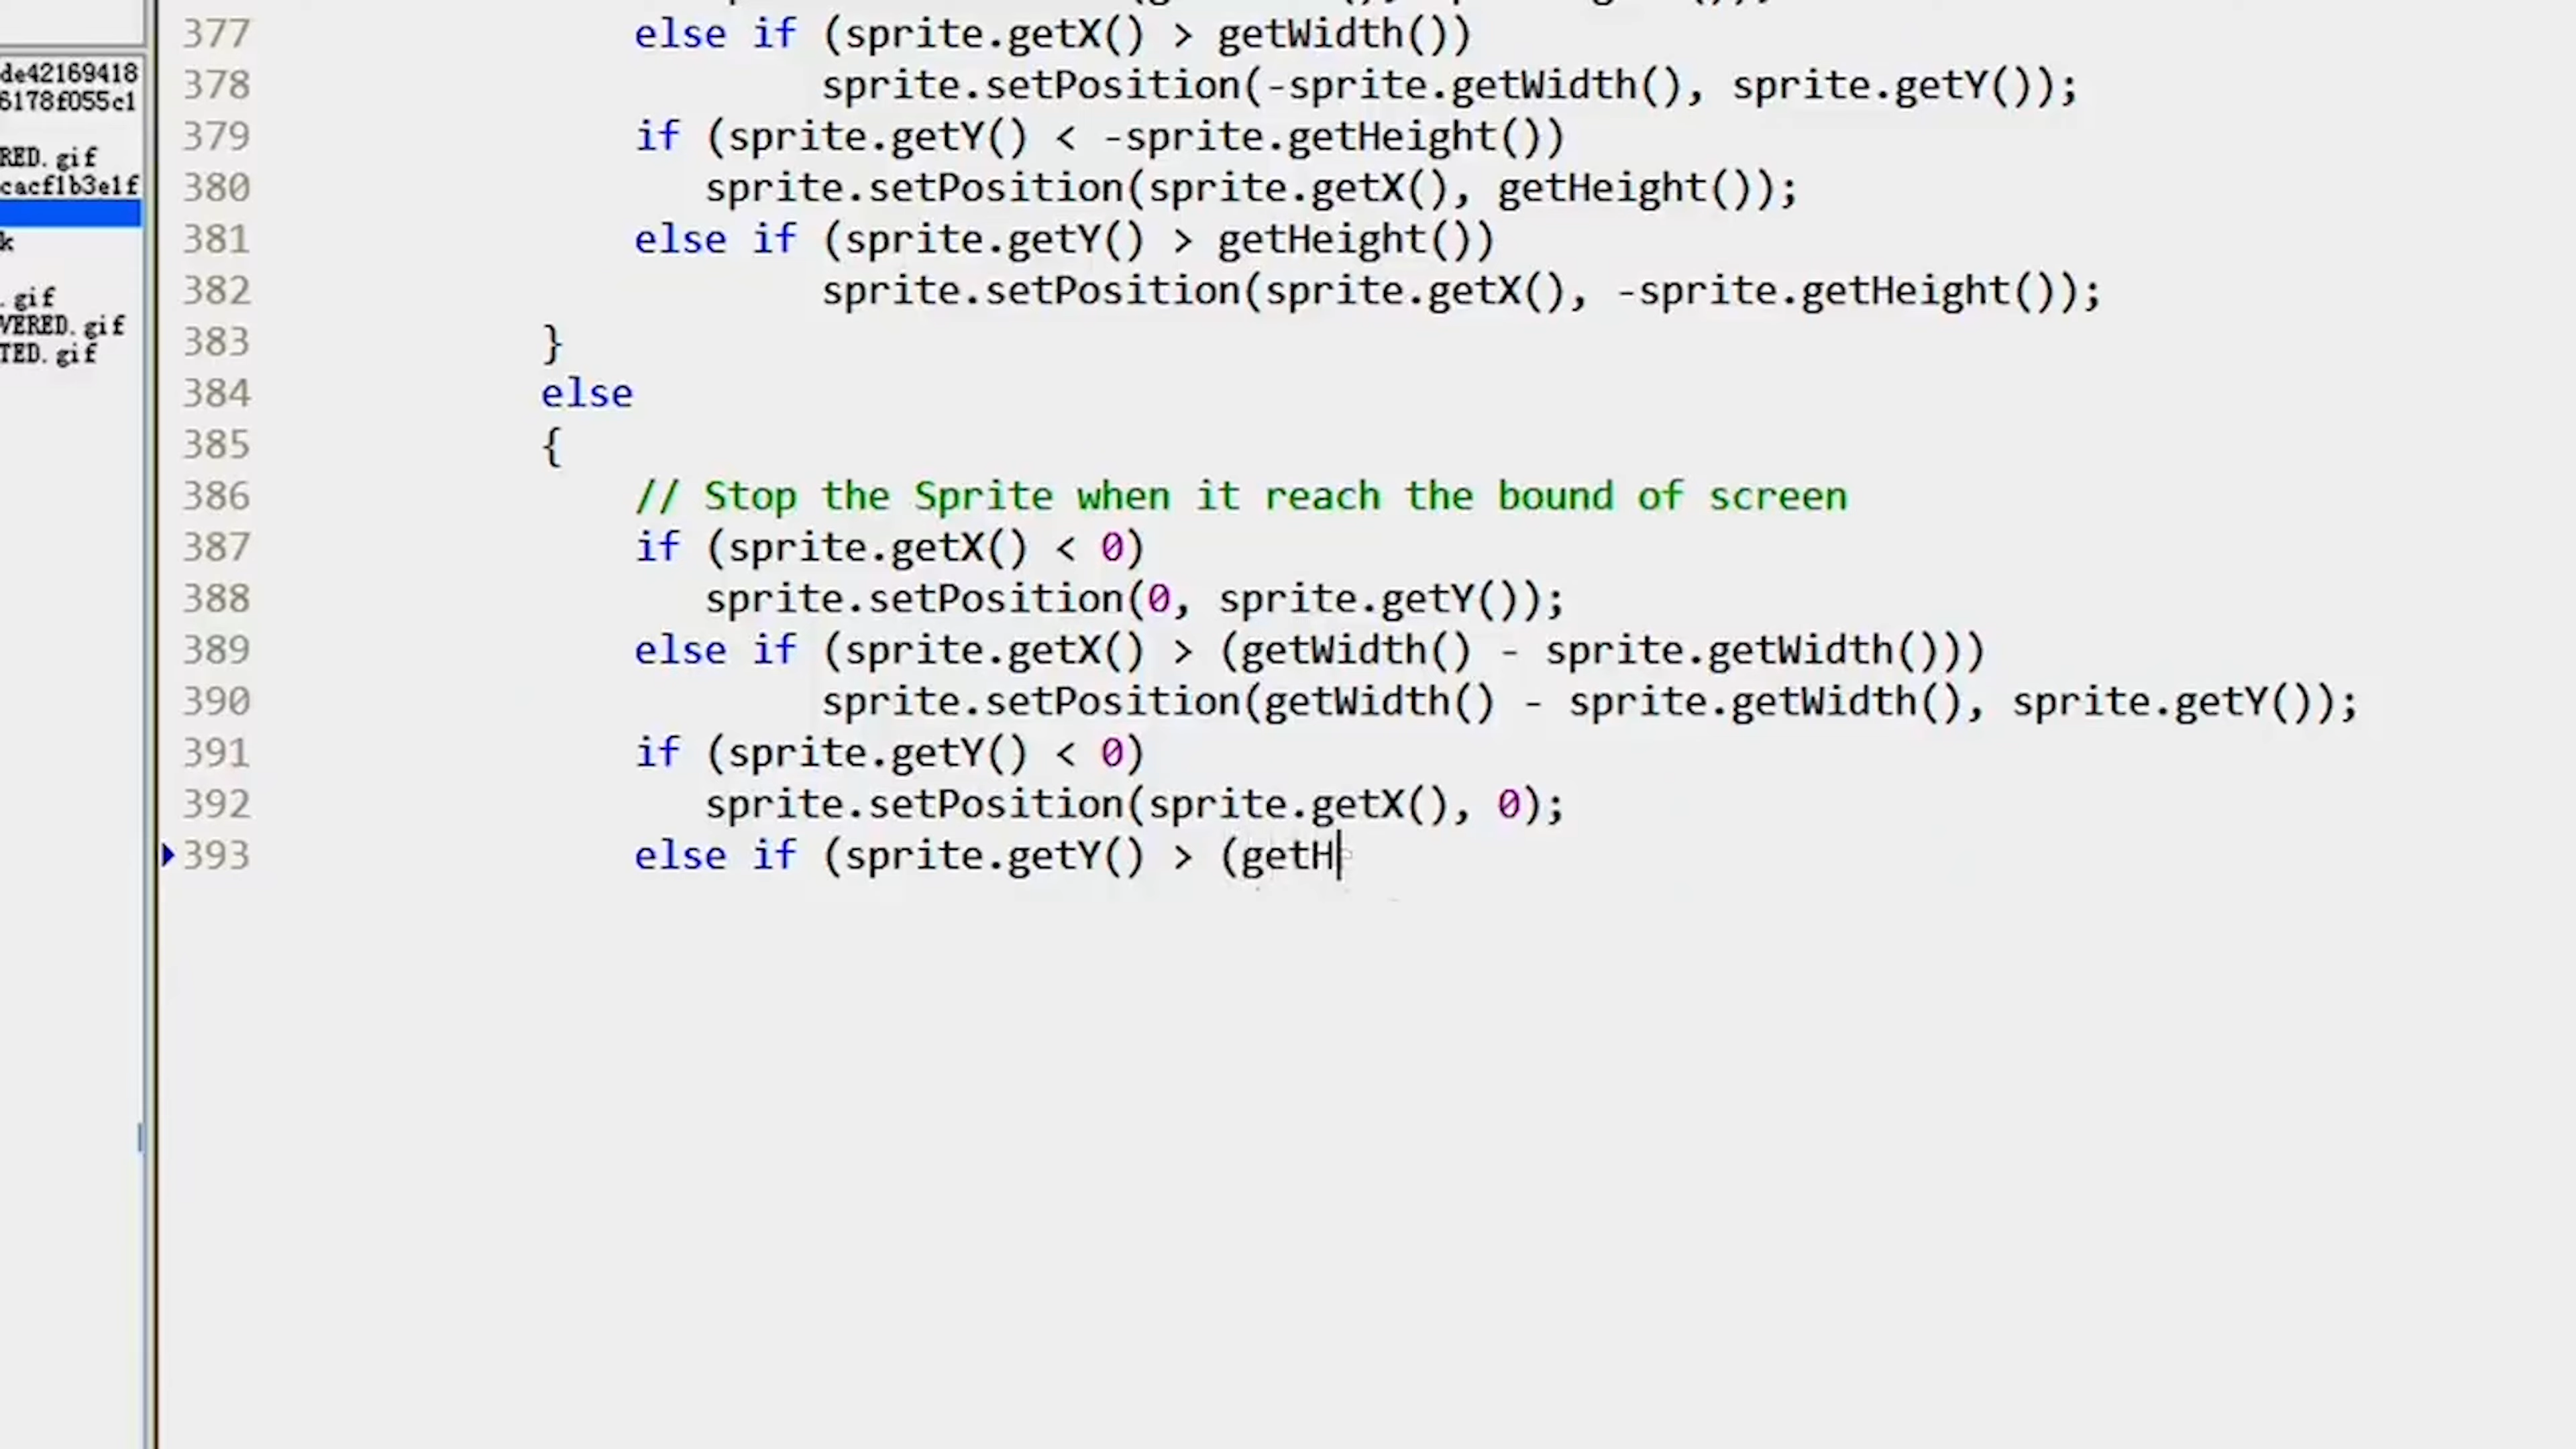 377 else if (sprite.getX() > getWidth())
378 sprite.setPosition(-sprite.getWidth(), sprite.getY());
379 if (sprite.getY() < -sprite.getHeight())
380 sprite.setPosition(sprite.getX(), getHeight());
381 else if (sprite.getY() > getHeight())
382 sprite.setPosition(sprite.getX(), -sprite.getHeight());
383 }
384 else
385 {
386 // Stop the Sprite when it reach the bound of screen
387 if (sprite.getX() < 0)
388 sprite.setPosition(0, sprite.getY());
389 else if (sprite.getX() > (getWidth() - sprite.getWidth()))
390 sprite.setPosition(getWidth() - sprite.getWidth(), sprite.getY());
391 if (sprite.getY() < 0)
392 sprite.setPosition(sprite.getX(), 0);
393 else if (sprite.getY() > (getH
de42169418
6178f055c1
RED.gif
cacf1b3e1f
k
.gif
VERED.gif
TED.gif